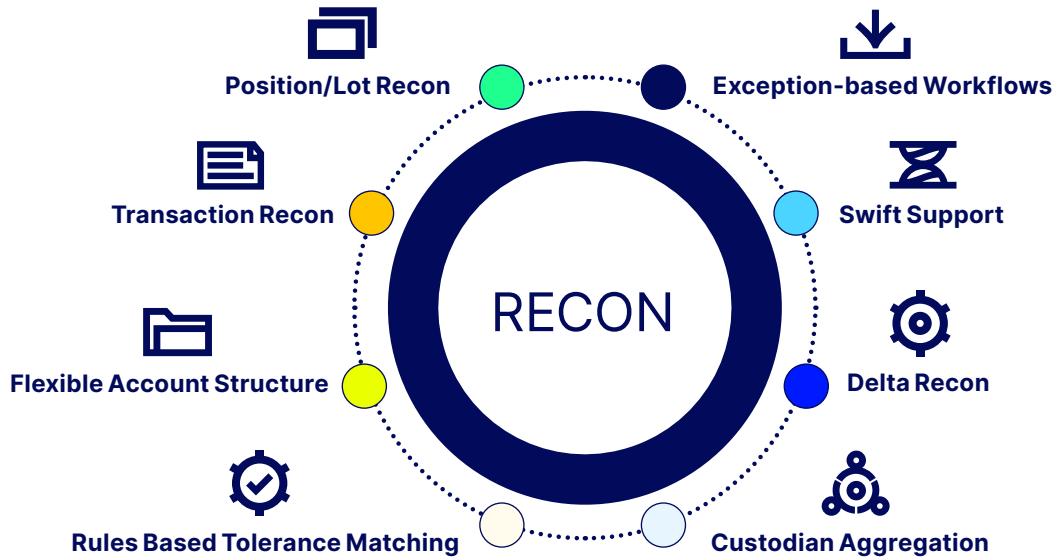 Position/Lot Recon
Exception-based Workflows
Transaction Recon
Swift Support
RECON
Flexible Account Structure
Delta Recon
Rules Based Tolerance Matching
Custodian Aggregation